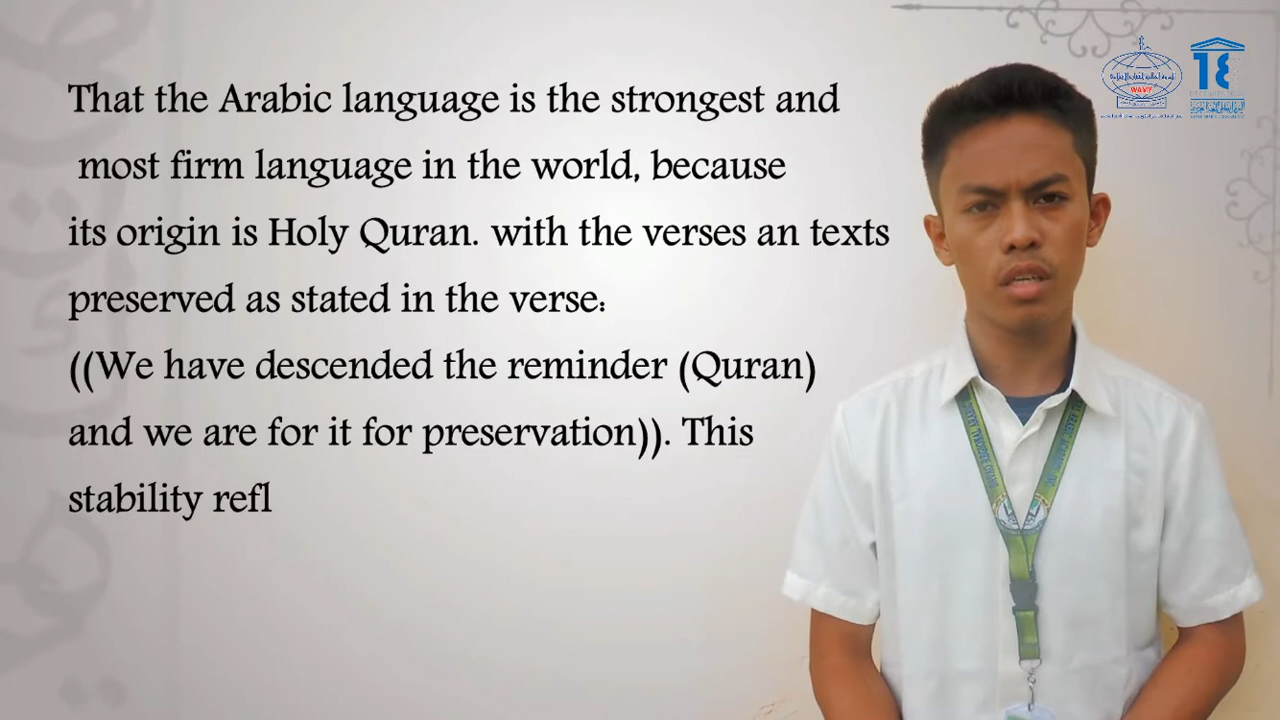 That the Arabic language is the strongest and
most firm language in the world, because
its origin is Holy Quran. with the verses an texts
preserved as stated in the verse:
((We have descended the reminder (Quran)
and we are for it for preservation)). This
stability refl
WAMY